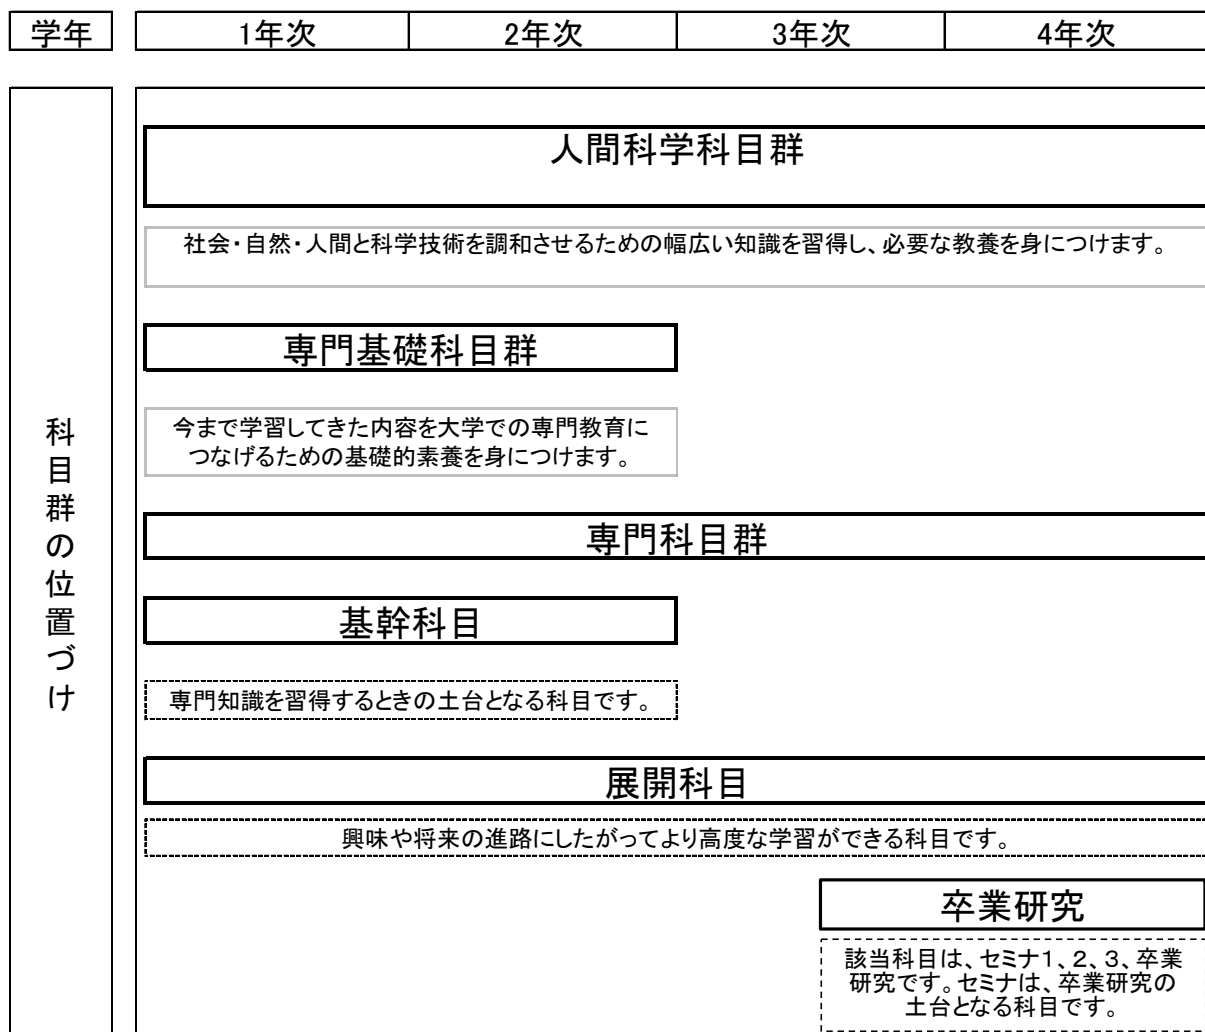 学年 1年次 2年次 3年次 4年次
科目群の位置づけ
人間科学科目群
社会・自然・人間と科学技術を調和させるための幅広い知識を習得し、必要な教養を身につけます。
専門基礎科目群
今まで学習してきた内容を大学での専門教育に
つなげるための基礎的素養を身につけます。
専門科目群
基幹科目
専門知識を習得するときの土台となる科目です。
展開科目
興味や将来の進路にしたがってより高度な学習ができる科目です。
卒業研究
該当科目は、セミナ1、2、3、卒業
研究です。セミナは、卒業研究の
土台となる科目です。